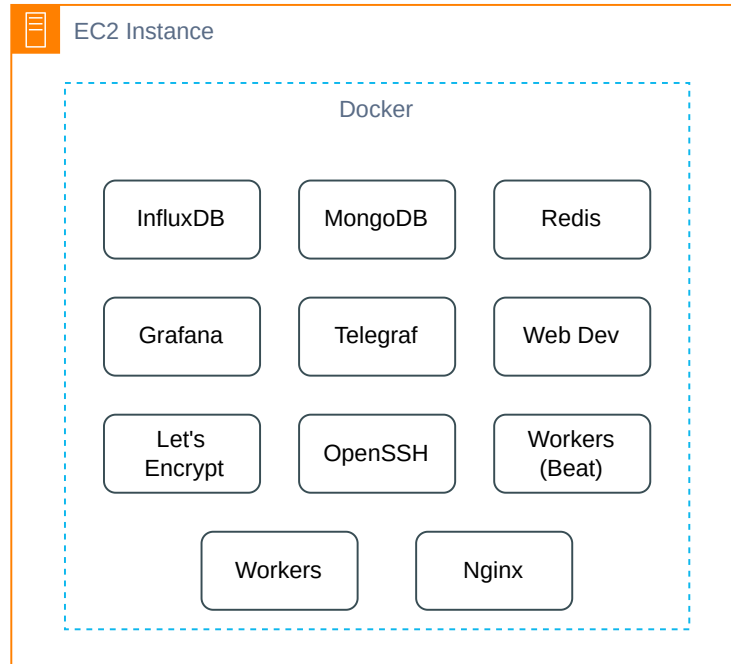 EC2 Instance
Docker
InfluxDB
MongoDB
Redis
Grafana
Telegraf
Web Dev
Let's
Encrypt
OpenSSH
Workers
(Beat)
Workers
Nginx